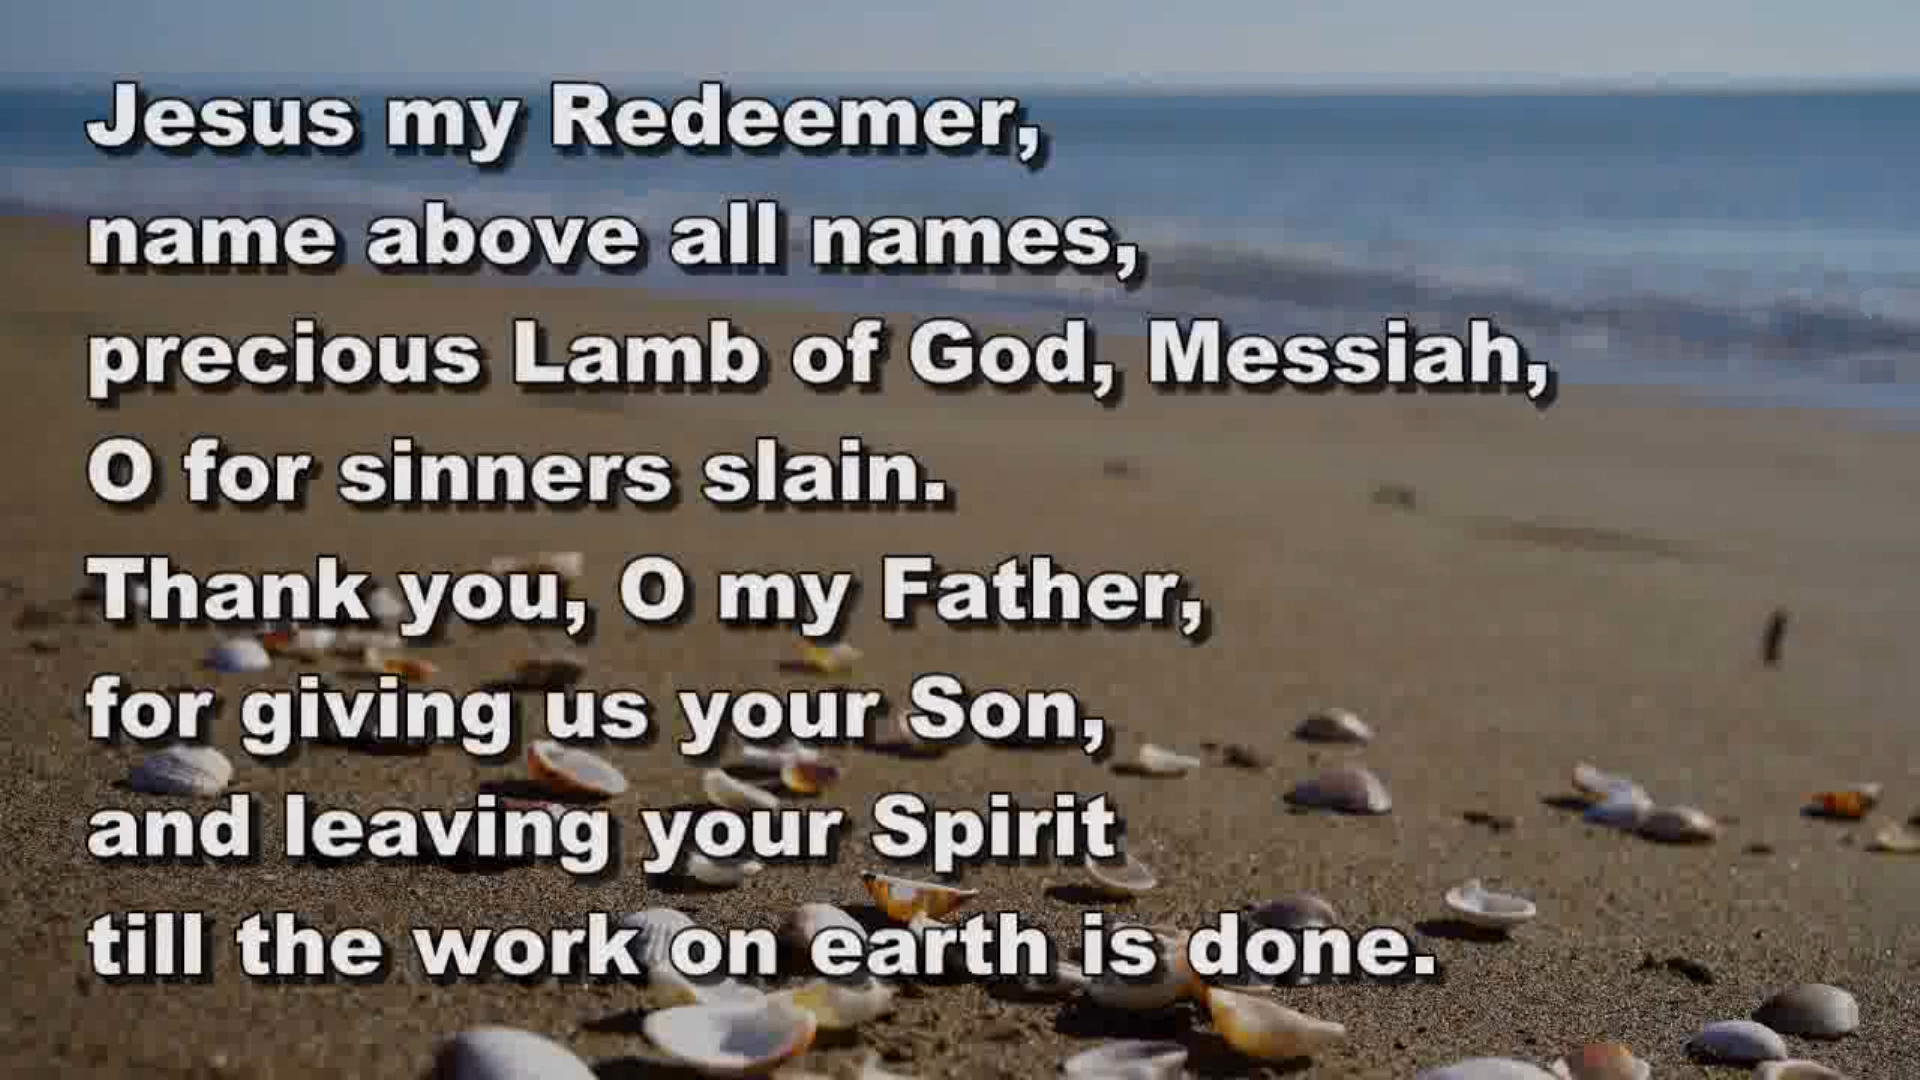 Jesus my Redeemer,
name above all names,
precious Lamb of God, Messiah,
O for sinners slain.
Thank you, O my Father,
for giving us your Son,
and leaving your Spirit
till the work on earth is done.